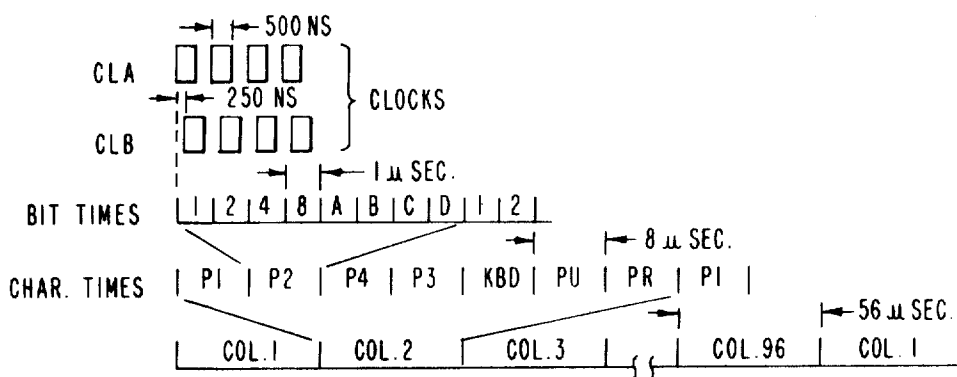 500 NS
CLA
250 NS
CLOCKS
CLB
1 μ SEC.
BIT TIMES 1 2 4 8 A B C D 1 2
8 μ SEC.
CHAR. TIMES P1 P2 P4 P3 KBD PU PR P1
56 μ SEC.
COL. 1 COL. 2 COL. 3 COL. 96 COL. 1